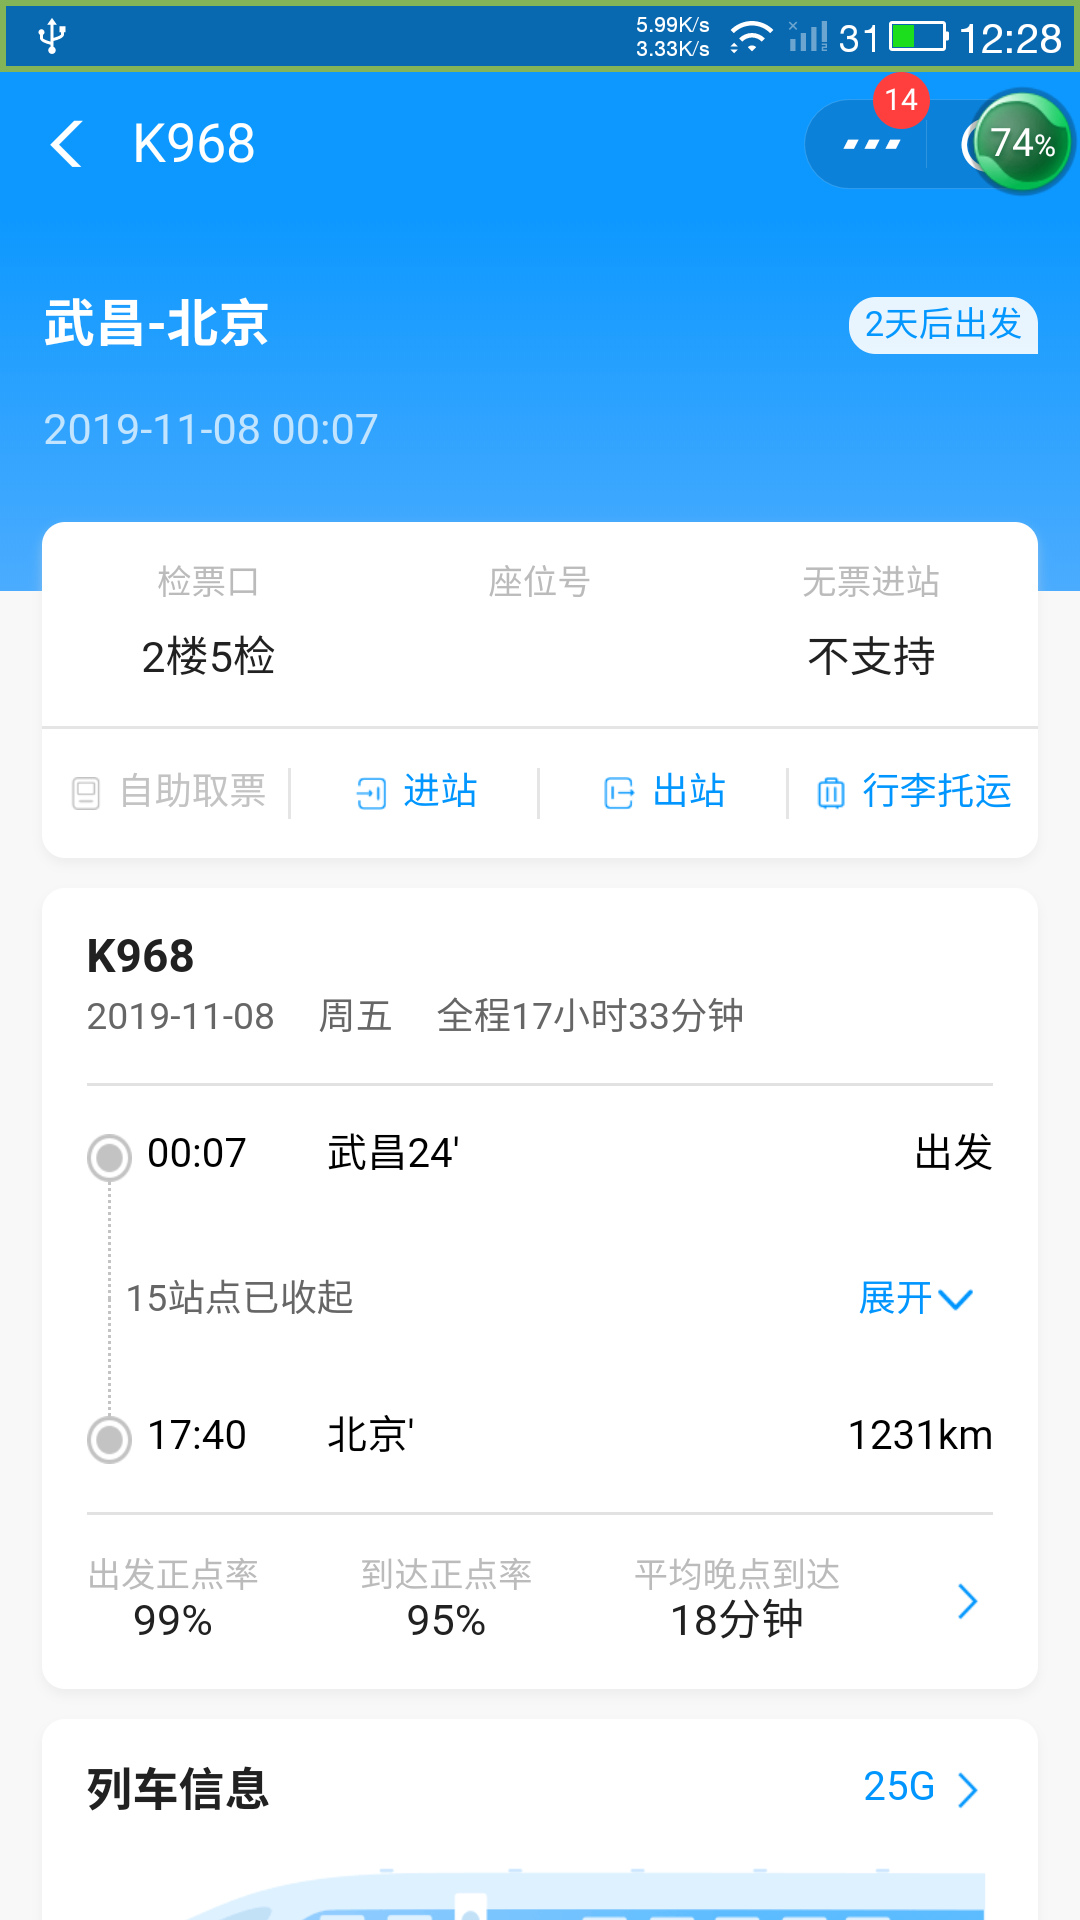 5.99K/s
3.33K/s
31
12:28
K968
14
74%
武昌-北京
2天后出发
2019-11-08 00:07
检票口 座位号 无票进站
2楼5检 不支持
自助取票 进站 出站 行李托运
K968
2019-11-08 周五 全程17小时33分钟
00:07 武昌24' 出发
15站点已收起 展开
17:40 北京' 1231km
出发正点率 到达正点率 平均晚点到达
99% 95% 18分钟
列车信息 25G